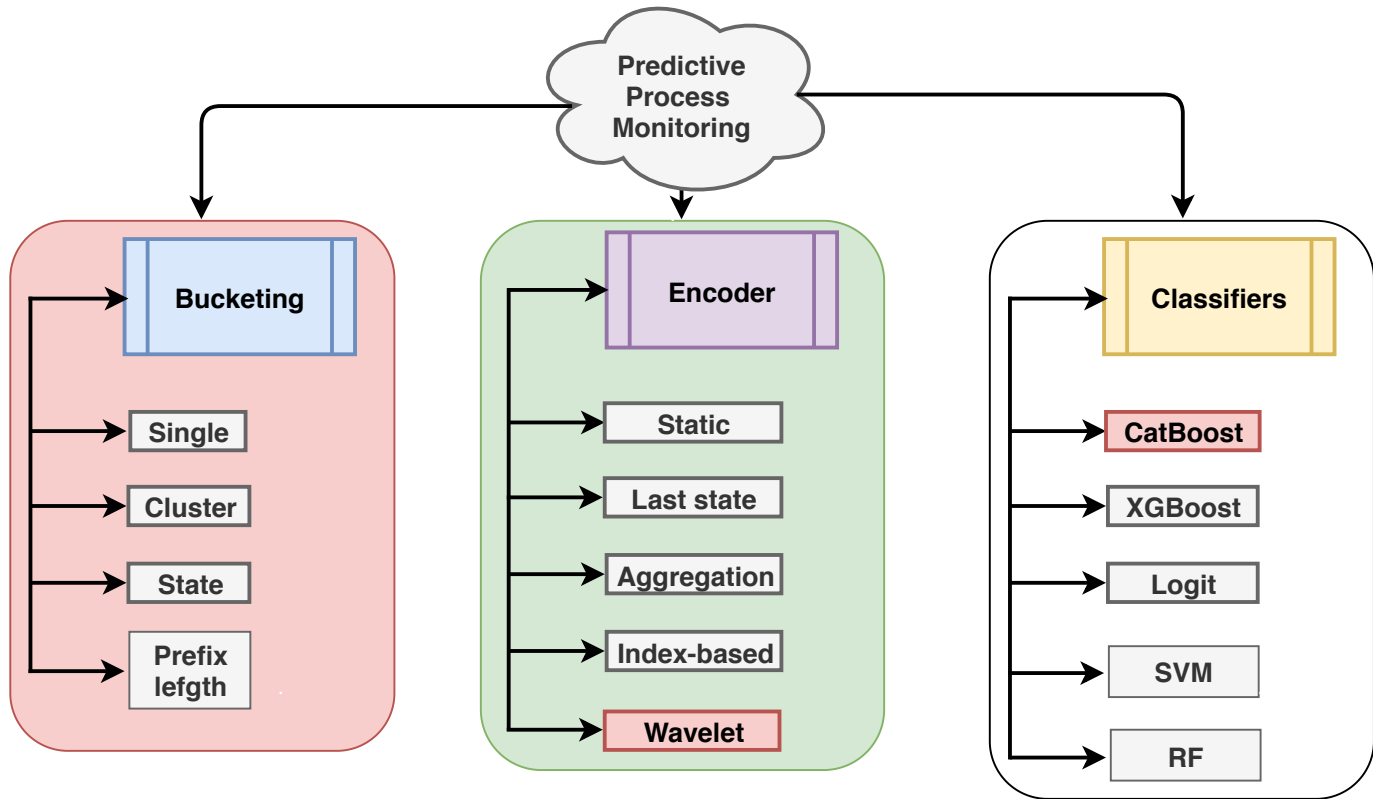 Predictive
Process
Monitoring
Bucketing
Single
Cluster
State
Prefix
lefgth
Encoder
Static
Last state
Aggregation
Index-based
Wavelet
Classifiers
CatBoost
XGBoost
Logit
SVM
RF